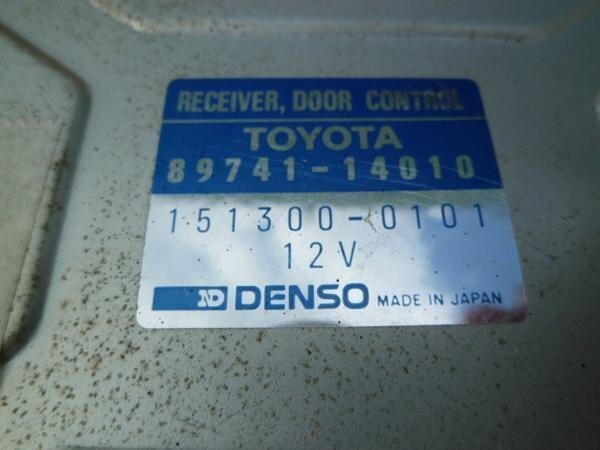 RECEIVER, DOOR CONTROL
TOYOTA
89741-14010
151300-0101
12V
ND DENSO MADE IN JAPAN